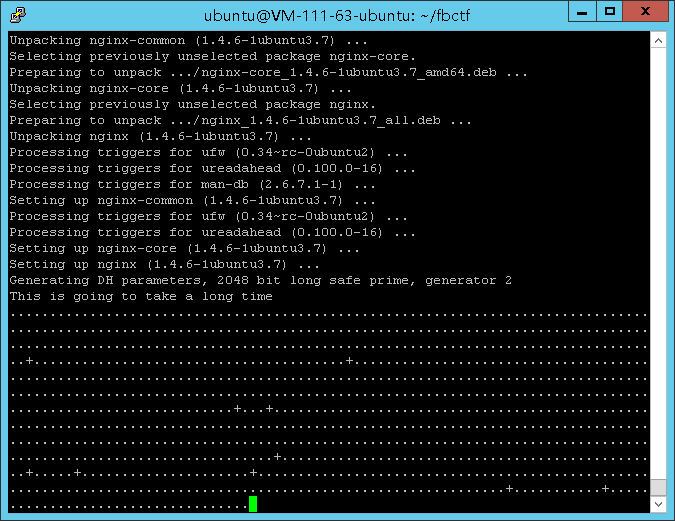 ubuntu@VM-111-63-ubuntu: ~/fbctf
Unpacking nginx-common (1.4.6-1ubuntu3.7) ...
Selecting previously unselected package nginx-core.
Preparing to unpack .../nginx-core_1.4.6-1ubuntu3.7_amd64.deb ...
Unpacking nginx-core (1.4.6-1ubuntu3.7) ...
Selecting previously unselected package nginx.
Preparing to unpack .../nginx_1.4.6-1ubuntu3.7_all.deb ...
Unpacking nginx (1.4.6-1ubuntu3.7) ...
Processing triggers for ufw (0.34~rc-0ubuntu2) ...
Processing triggers for ureadahead (0.100.0-16) ...
Processing triggers for man-db (2.6.7.1-1) ...
Setting up nginx-common (1.4.6-1ubuntu3.7) ...
Processing triggers for ufw (0.34~rc-0ubuntu2) ...
Processing triggers for ureadahead (0.100.0-16) ...
Setting up nginx-core (1.4.6-1ubuntu3.7) ...
Setting up nginx (1.4.6-1ubuntu3.7) ...
Generating DH parameters, 2048 bit long safe prime, generator 2
This is going to take a long time
................................................................................
................................................................................
................................................................................
..+.......................................+.....................................
................................................................................
................................................................................
............................+...+...............................................
................................................................................
................................................................................
.................................+..............................................
..+.....+.....................+.................................................
..............................................................+...........+.....
..............................